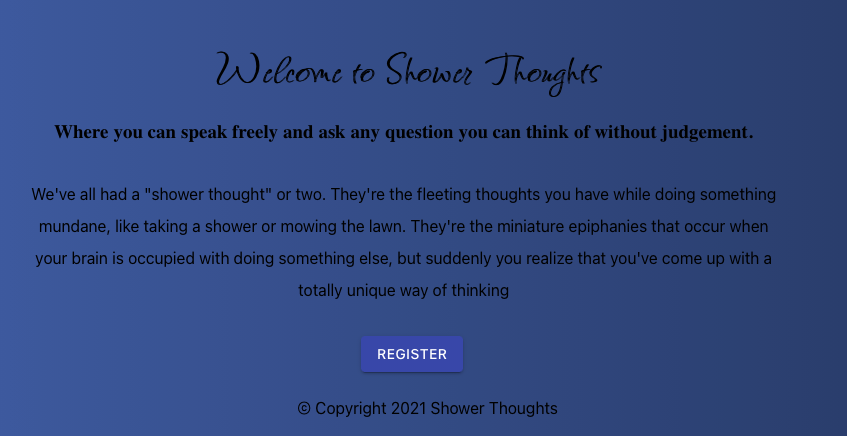 Welcome to Shower Thoughts
Where you can speak freely and ask any question you can think of without judgement.
We've all had a "shower thought" or two. They're the fleeting thoughts you have while doing something
mundane, like taking a shower or mowing the lawn. They're the miniature epiphanies that occur when
your brain is occupied with doing something else, but suddenly you realize that you've come up with a
totally unique way of thinking
REGISTER
© Copyright 2021 Shower Thoughts